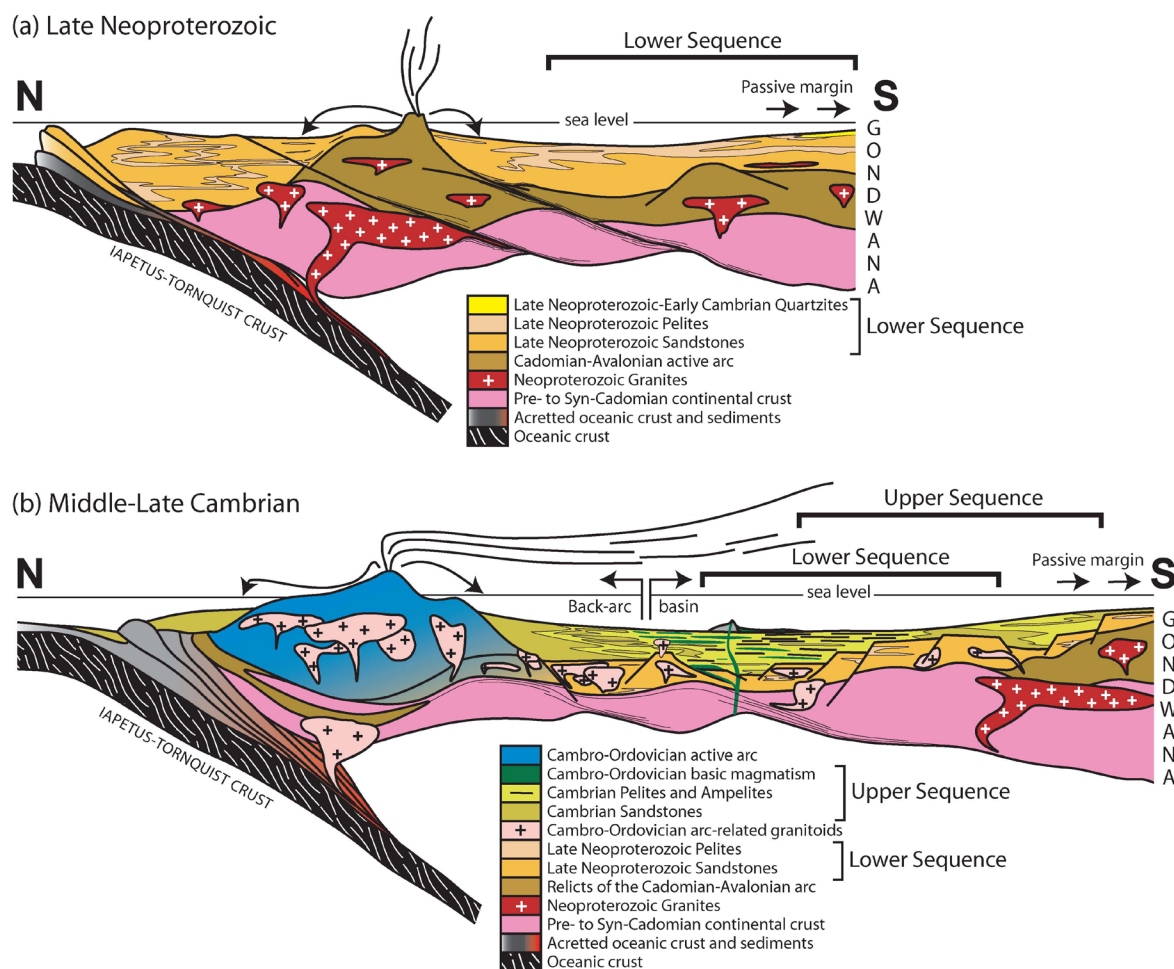 (a) Late Neoproterozoic
Lower Sequence
N
Passive margin
S
sea level
GONDWANA
IAPETUS-TORNQUIST CRUST
Late Neoproterozoic-Early Cambrian Quartzites
Late Neoproterozoic Pelites
Late Neoproterozoic Sandstones
Lower Sequence
Cadomian-Avalonian active arc
Neoproterozoic Granites
Pre- to Syn-Cadomian continental crust
Acretted oceanic crust and sediments
Oceanic crust
(b) Middle-Late Cambrian
Upper Sequence
N
Lower Sequence
Passive margin
S
Back-arc basin
sea level
GONDWANA
IAPETUS-TORNQUIST CRUST
Cambro-Ordovician active arc
Cambro-Ordovician basic magmatism
Cambrian Pelites and Ampelites
Upper Sequence
Cambrian Sandstones
Cambro-Ordovician arc-related granitoids
Late Neoproterozoic Pelites
Lower Sequence
Late Neoproterozoic Sandstones
Relicts of the Cadomian-Avalonian arc
Neoproterozoic Granites
Pre- to Syn-Cadomian continental crust
Acretted oceanic crust and sediments
Oceanic crust